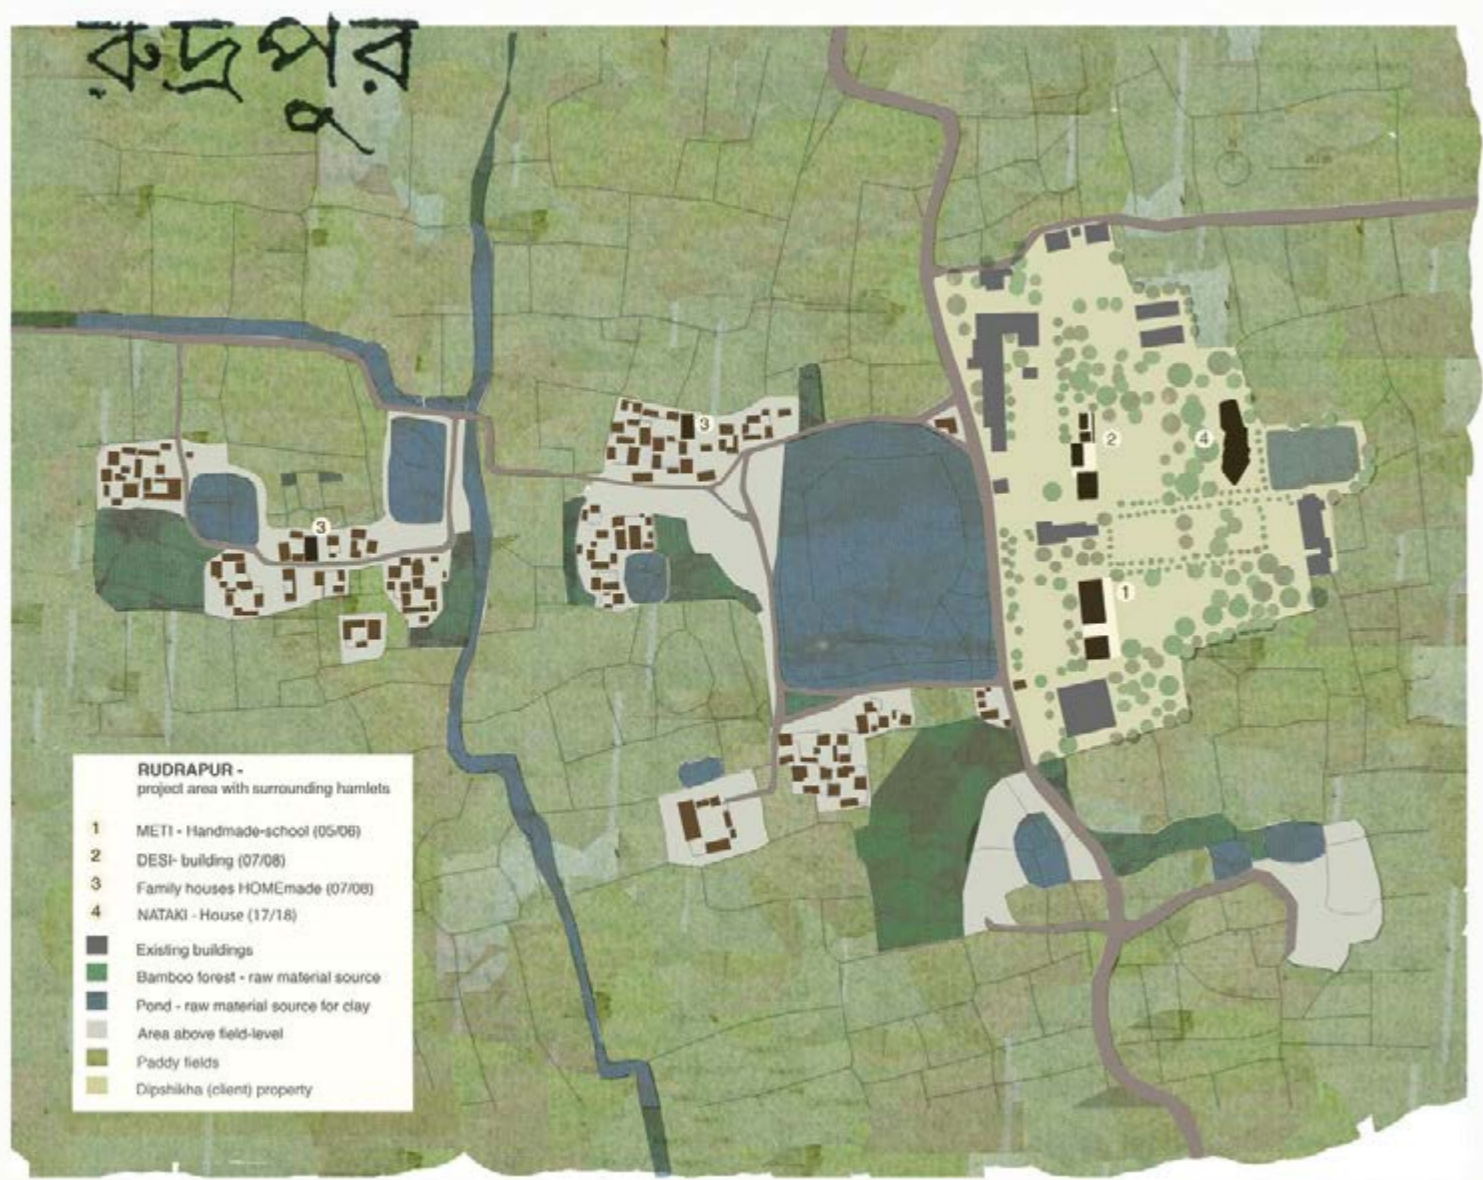 রুদ্রপুর
3
2
4
3
1
RUDRAPUR -
project area with surrounding hamlets
1 METI - Handmade-school (05/06)
2 DESI- building (07/08)
3 Family houses HOMEmade (07/08)
4 NATAKI - House (17/18)
Existing buildings
Bamboo forest - raw material source
Pond - raw material source for clay
Area above field-level
Paddy fields
Dipshikha (client) property